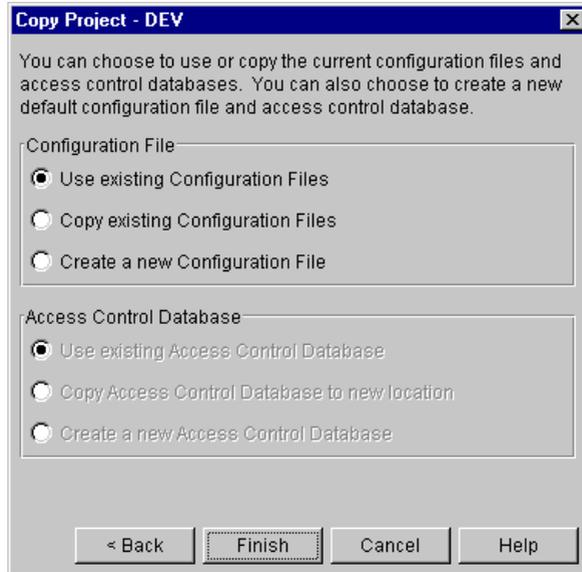 Copy Project - DEV
You can choose to use or copy the current configuration files and
access control databases. You can also choose to create a new
default configuration file and access control database.
Configuration File
Use existing Configuration Files
Copy existing Configuration Files
Create a new Configuration File
Access Control Database
Use existing Access Control Database
Copy Access Control Database to new location
Create a new Access Control Database
< Back Finish Cancel Help